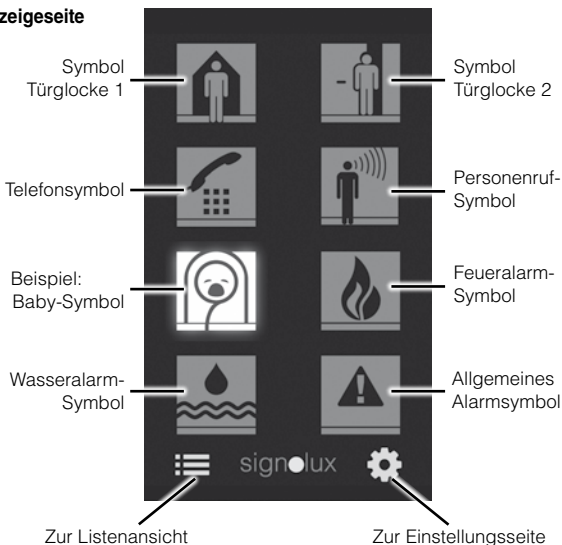 Symbol
Türglocke 1
Symbol
Türglocke 2
Telefonsymbol
Personenruf-
Symbol
Beispiel:
Baby-Symbol
Feueralarm-
Symbol
Wasseralarm-
Symbol
Allgemeines
Alarmsymbol
signolux
Zur Listenansicht
Zur Einstellungsseite